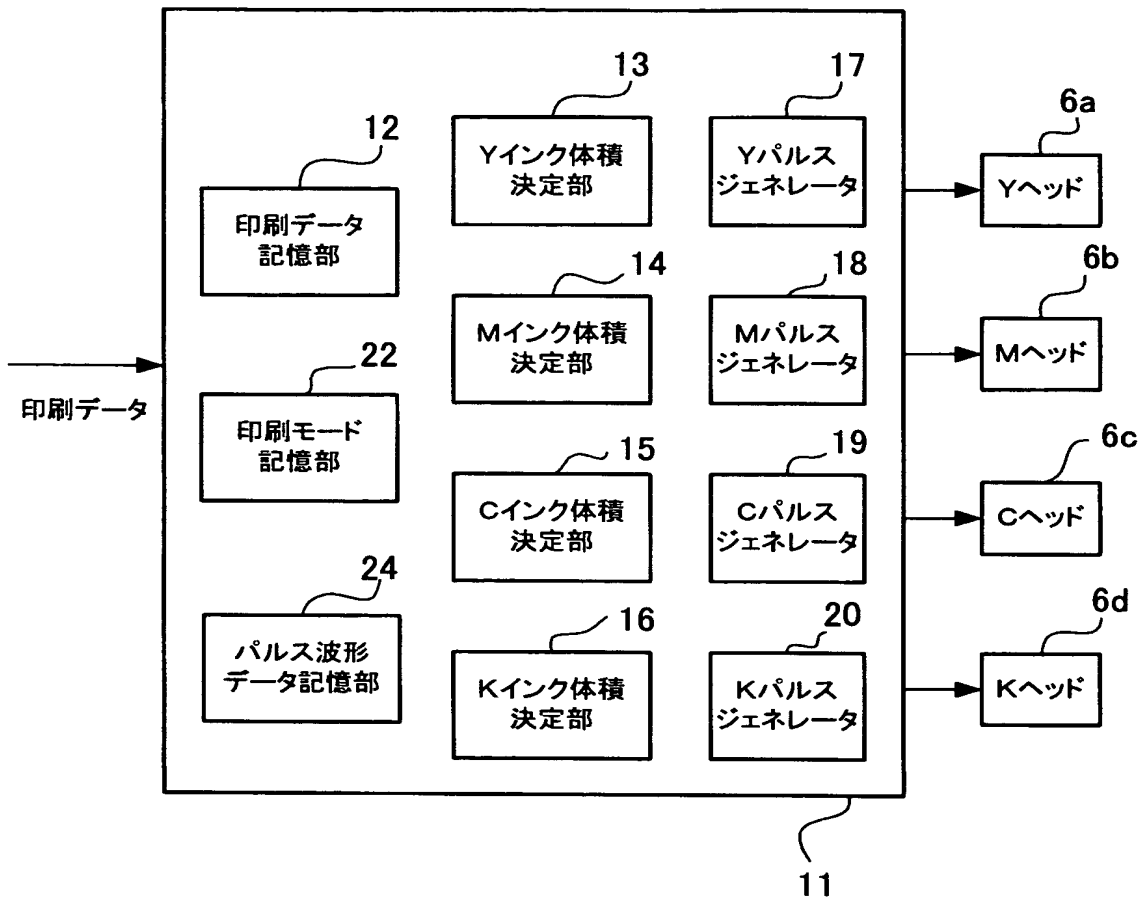 印刷データ
12
印刷データ
記憶部
22
印刷モード
記憶部
24
パルス波形
データ記憶部
13
Yインク体積
決定部
14
Mインク体積
決定部
15
Cインク体積
決定部
16
Kインク体積
決定部
17
Yパルス
ジェネレータ
18
Mパルス
ジェネレータ
19
Cパルス
ジェネレータ
20
Kパルス
ジェネレータ
6a
Yヘッド
6b
Mヘッド
6c
Cヘッド
6d
Kヘッド
11